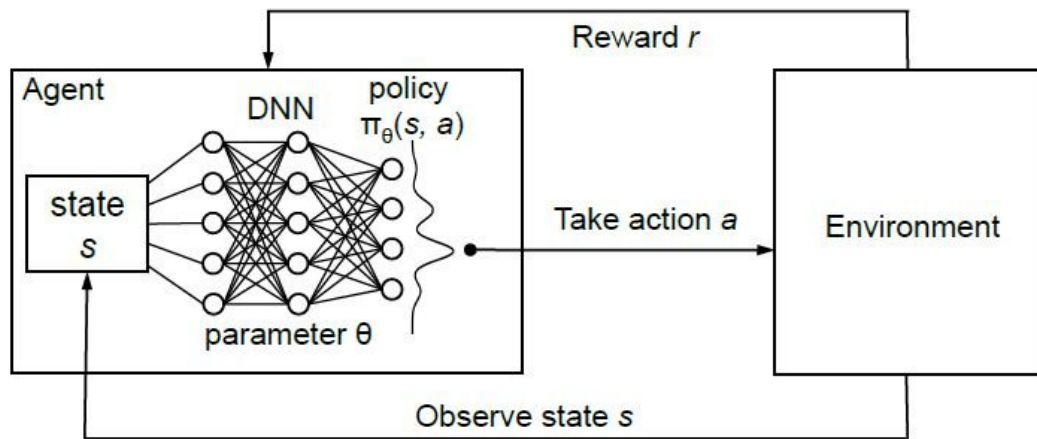 Reward r
Agent
DNN
policy
πθ(s, a)
state
s
Take action a
Environment
parameter θ
Observe state s